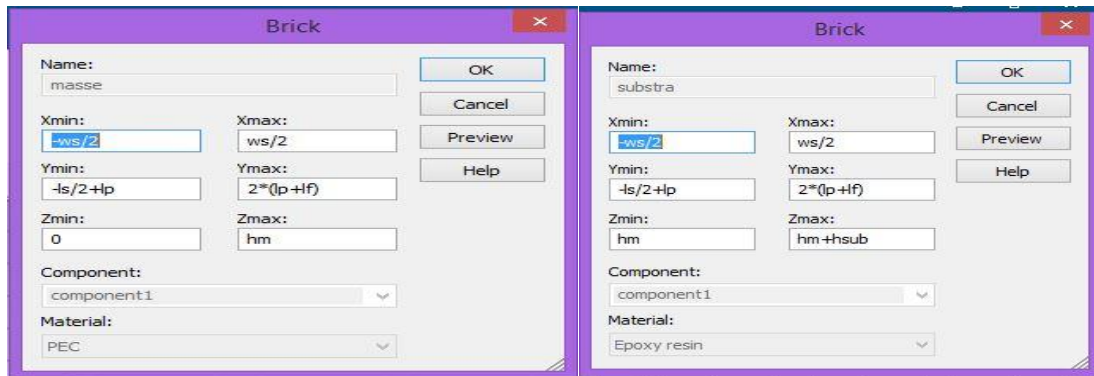 Brick
Name:
masse
OK
Cancel
Xmin:
Xmax:
-ws/2
ws/2
Preview
Ymin:
Ymax:
Help
-ls/2+lp
2*(lp+lf)
Zmin:
Zmax:
0
hm
Component:
component1
Material:
PEC
Brick
Name:
substra
OK
Cancel
Xmin:
Xmax:
-ws/2
ws/2
Preview
Ymin:
Ymax:
Help
-ls/2+lp
2*(lp+lf)
Zmin:
Zmax:
hm
hm+hsub
Component:
component1
Material:
Epoxy resin